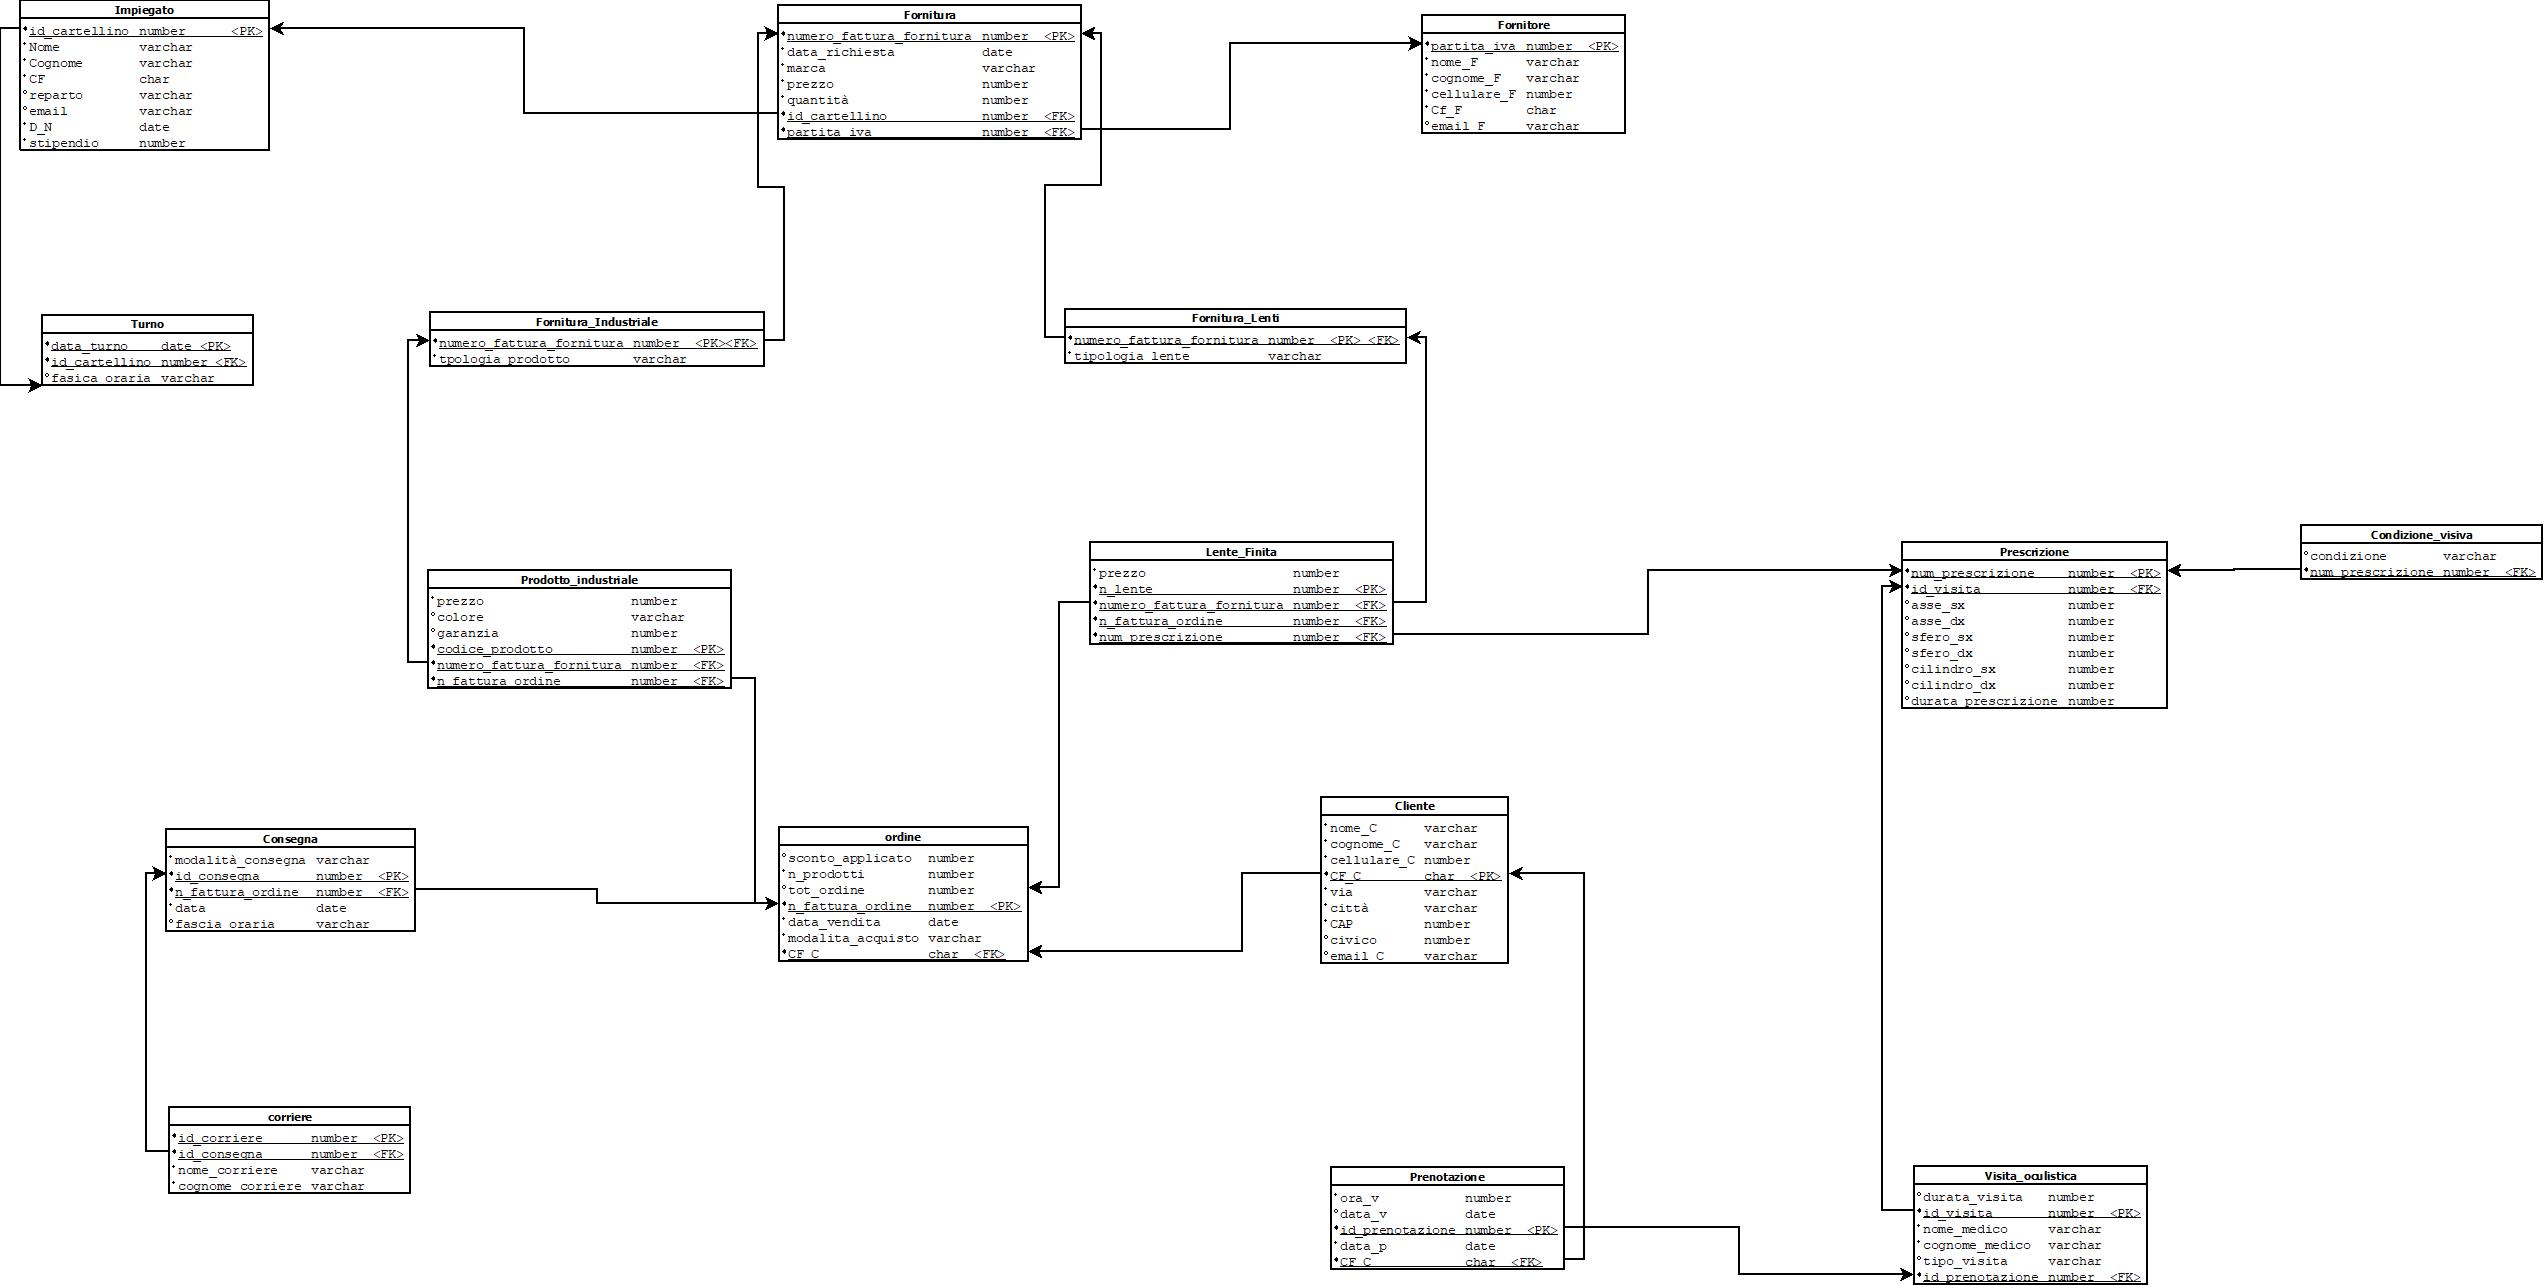 Impiegato
id_cartellino number <PK>
Nome varchar
Cognome varchar
CF char
reparto varchar
email varchar
D_N date
stipendio number
Fornitura
numero_fattura_fornitura number <PK>
data_richiesta date
marca varchar
prezzo number
quantità number
id_cartellino number <FK>
partita_iva number <FK>
Fornitore
partita_iva number <PK>
nome_F varchar
cognome_F varchar
cellulare_F number
Cf_F char
email_F varchar
Turno
data_turno date <PK>
id_cartellino number <FK>
fasica_oraria varchar
Fornitura_Industriale
numero_fattura_fornitura number <PK><FK>
tpologia_prodotto varchar
Fornitura_Lenti
numero_fattura_fornitura number <PK> <FK>
tipologia_lente varchar
Prodotto_industriale
prezzo number
colore varchar
garanzia number
codice_prodotto number <PK>
numero_fattura_fornitura number <FK>
n_fattura_ordine number <FK>
Lente_Finita
prezzo number
n_lente number <PK>
numero_fattura_fornitura number <FK>
n_fattura_ordine number <FK>
num_prescrizione number <FK>
Prescrizione
num_prescrizione number <PK>
id_visita number <FK>
asse_sx number
asse_dx number
sfero_sx number
sfero_dx number
cilindro_sx number
cilindro_dx number
durata_prescrizione number
Condizione_visiva
condizione varchar
num_prescrizione number <FK>
Consegna
modalità_consegna varchar
id_consegna number <PK>
n_fattura_ordine number <FK>
data date
fascia_oraria varchar
ordine
sconto_applicato number
n_prodotti number
tot_ordine number
n_fattura_ordine number <PK>
data_vendita date
modalita_acquisto varchar
CF_C char <FK>
Cliente
nome_C varchar
cognome_C varchar
cellulare_C number
CF_C char <PK>
via varchar
città varchar
CAP number
civico number
email_C varchar
corriere
id_corriere number <PK>
id_consegna number <FK>
nome_corriere varchar
cognome_corriere varchar
Prenotazione
ora_v number
data_v date
id_prenotazione number <PK>
data_p date
CF_C char <FK>
Visita_oculistica
durata_visita number
id_visita number <PK>
nome_medico varchar
cognome_medico varchar
tipo_visita varchar
id_prenotazione number <FK>